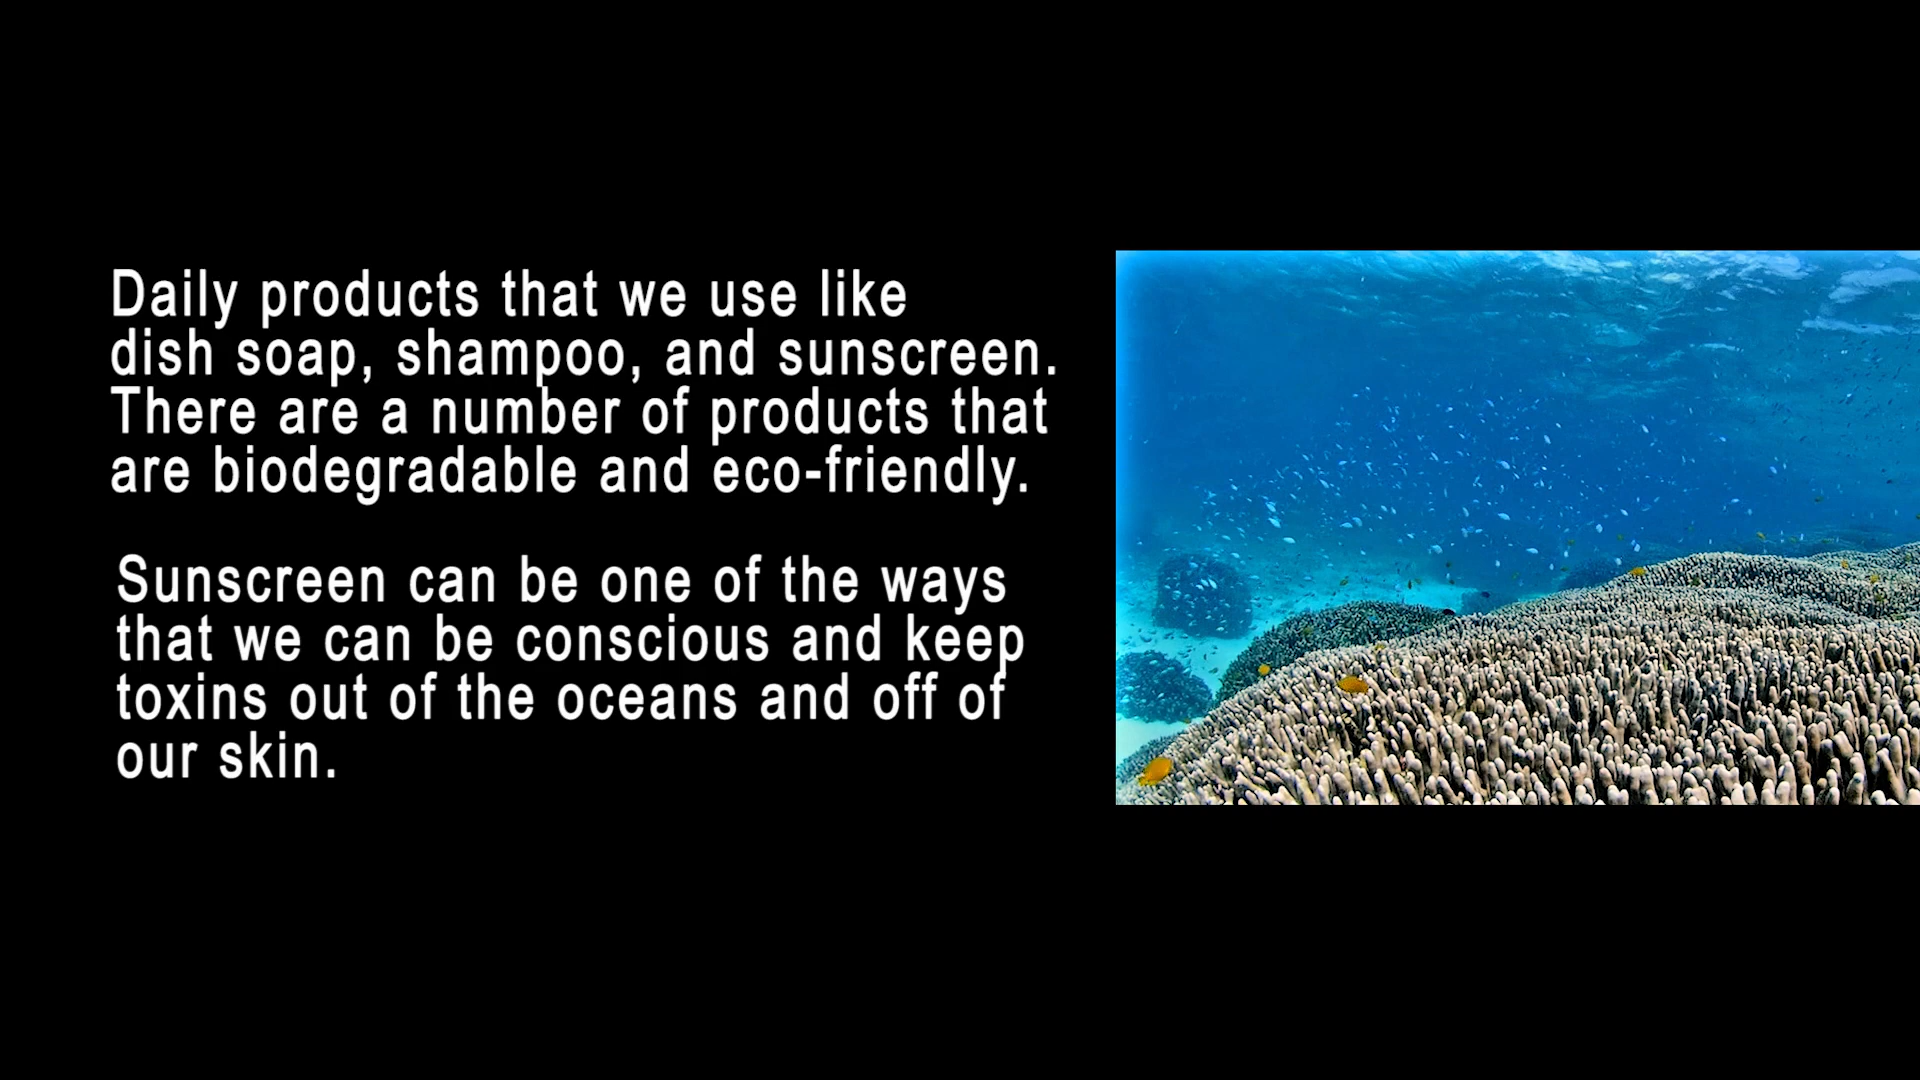 Daily products that we use like
dish soap, shampoo, and sunscreen.
There are a number of products that
are biodegradable and eco-friendly.
Sunscreen can be one of the ways
that we can be conscious and keep
toxins out of the oceans and off of
our skin.